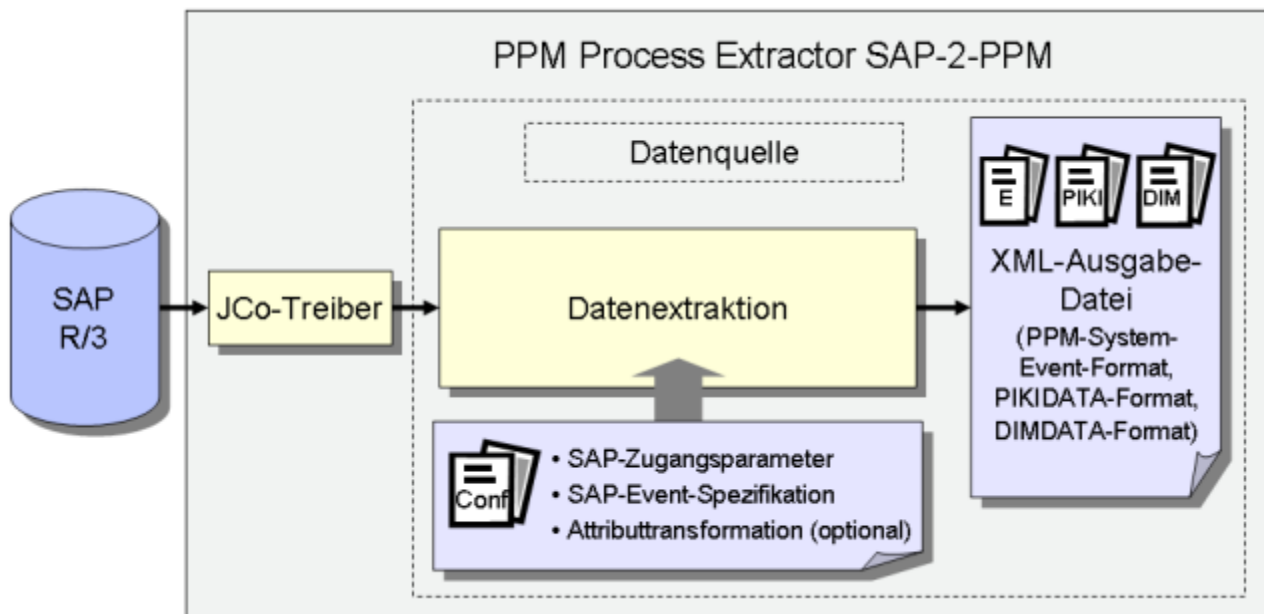 PPM Process Extractor SAP-2-PPM
Datenquelle
SAP
R/3
JCo-Treiber
Datenextraktion
E
PIKI
DIM
XML-Ausgabe-
Datei
(PPM-System-
Event-Format,
PIKIDATA-Format,
DIMDATA-Format)
Conf
• SAP-Zugangsparameter
• SAP-Event-Spezifikation
• Attributtransformation (optional)